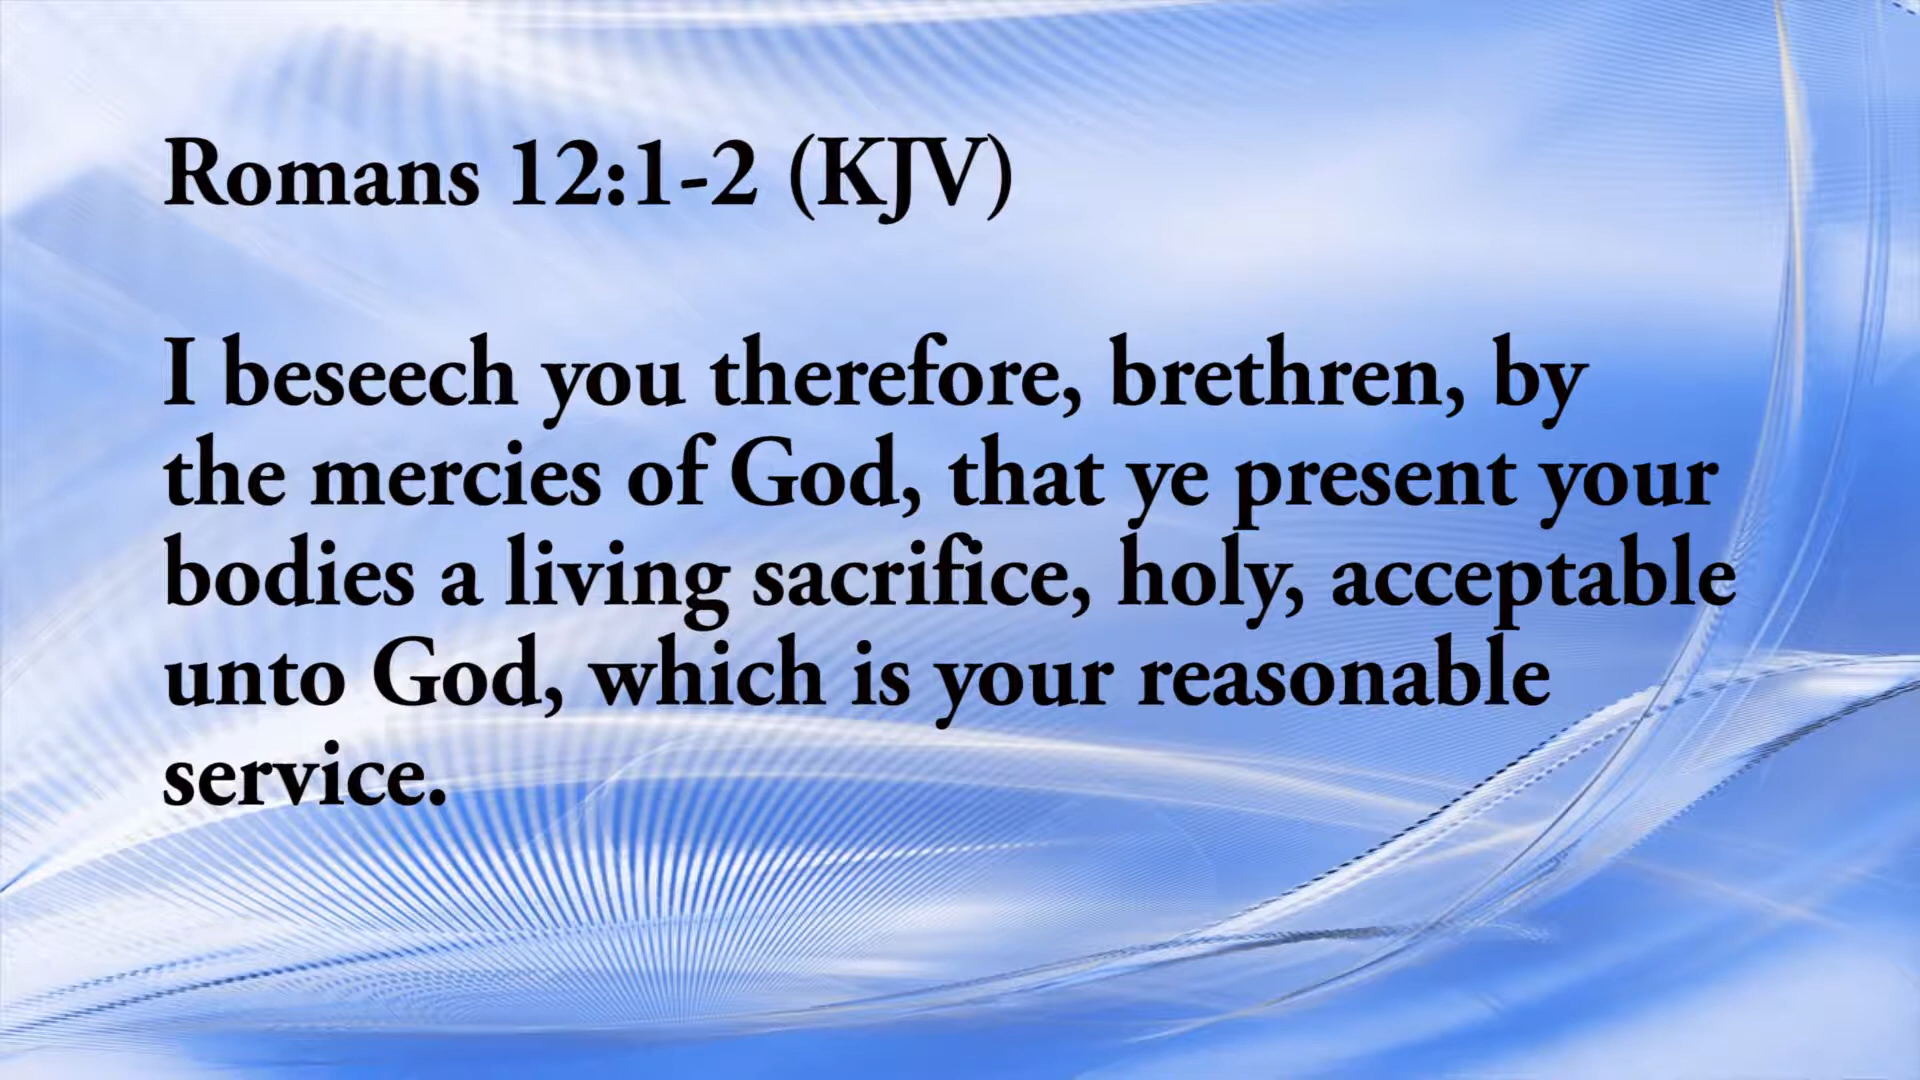 Romans 12:1-2 (KJV)
I beseech you therefore, brethren, by
the mercies of God, that ye present your
bodies a living sacrifice, holy, acceptable
unto God, which is your reasonable
service.